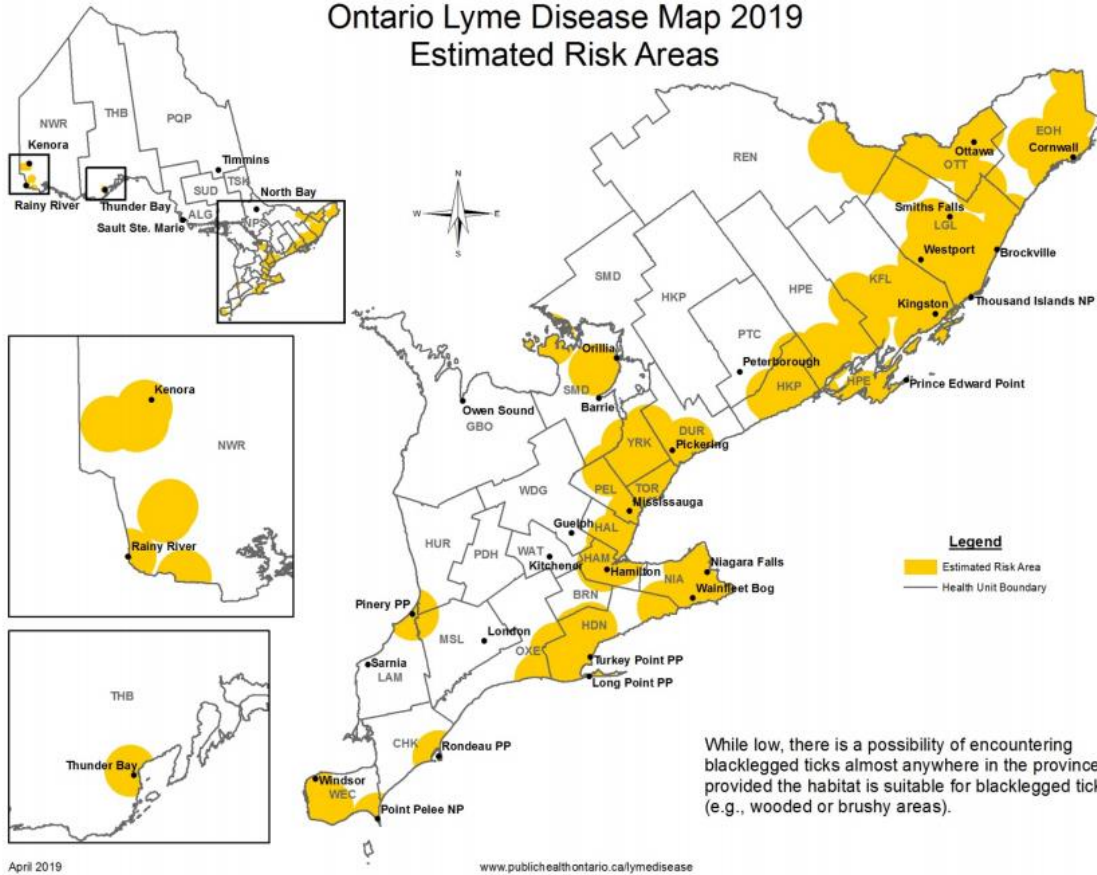 Ontario Lyme Disease Map 2019
Estimated Risk Areas
NWR
THB
PQP
Kenora
Timmins
TSK
SUD
Rainy River
Thunder Bay
ALG
North Bay
NPS
Sault Ste. Marie
N
W
E
S
REN
Ottawa
OTT
EOH
Cornwall
Smiths Falls
LGL
Westport
Brockville
SMD
HKP
HPE
KFL
Kingston
Thousand Islands NP
PTC
Peterborough
HKP
HPE
Prince Edward Point
Orillia
SMD
Barrie
Owen Sound
GBO
YRK
DUR
Pickering
PEL
TOR
Mississauga
WDG
Guelph
HAL
HUR
PDH
WAT
Kitchener
HAM
Hamilton
NIA
Niagara Falls
Wainfleet Bog
BRN
Pinery PP
MSL
London
OXE
HDN
Turkey Point PP
Long Point PP
Sarnia
LAM
CHK
Rondeau PP
Windsor
WEC
Point Pelee NP
Kenora
NWR
Rainy River
THB
Thunder Bay
Legend
Estimated Risk Area
Health Unit Boundary
While low, there is a possibility of encountering
blacklegged ticks almost anywhere in the province
provided the habitat is suitable for blacklegged tick
(e.g., wooded or brushy areas).
April 2019
www.publichealthontario.ca/lymedisease